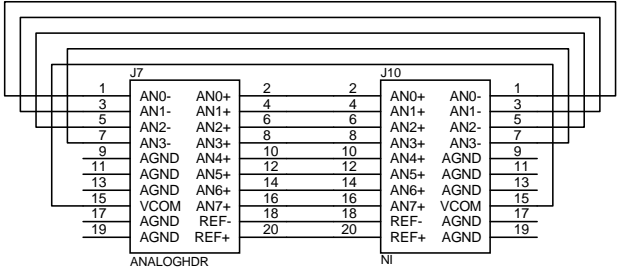 J7 J10
1 AN0- AN0+ 2 2 AN0+ AN0- 1
3 AN1- AN1+ 4 4 AN1+ AN1- 3
5 AN2- AN2+ 6 6 AN2+ AN2- 5
7 AN3- AN3+ 8 8 AN3+ AN3- 7
9 AGND AN4+ 10 10 AN4+ AGND 9
11 AGND AN5+ 12 12 AN5+ AGND 11
13 AGND AN6+ 14 14 AN6+ AGND 13
15 VCOM AN7+ 16 16 AN7+ VCOM 15
17 AGND REF- 18 18 REF- AGND 17
19 AGND REF+ 20 20 REF+ AGND 19
ANALOGHDR NI